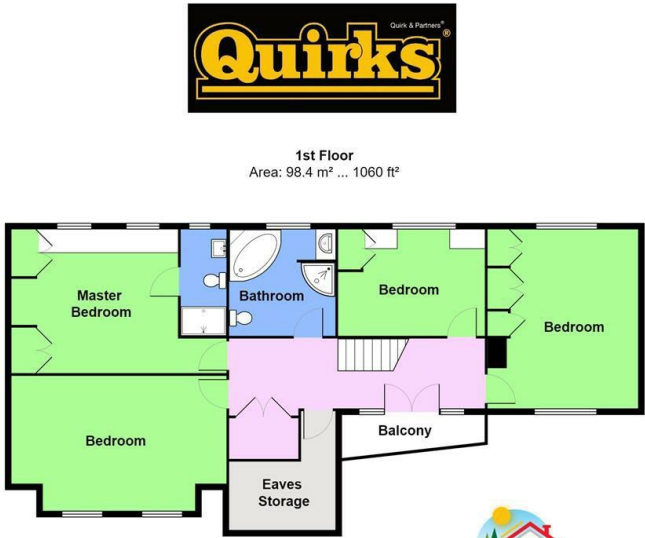 Quirk & Partners®
Quirks®
1st Floor
Area: 98.4 m² ... 1060 ft²
Master
Bedroom
Bathroom
Bedroom
Bedroom
Bedroom
Balcony
Eaves
Storage